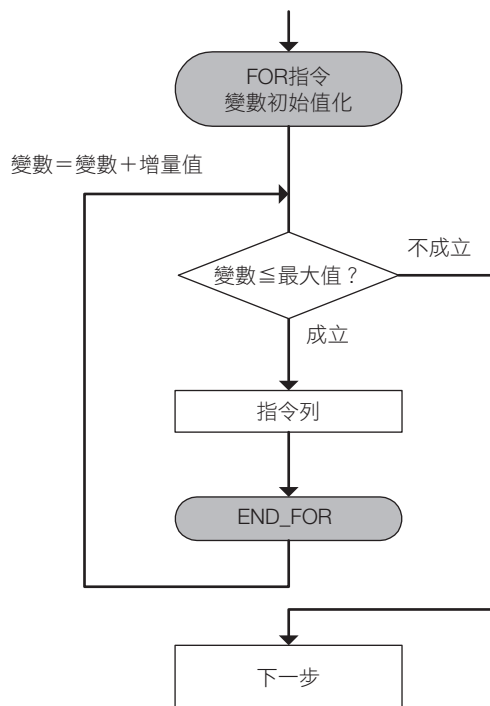 FOR指令
變數初始值化
變數＝變數＋增量值
變數≦最大值？
不成立
成立
指令列
END_FOR
下一步